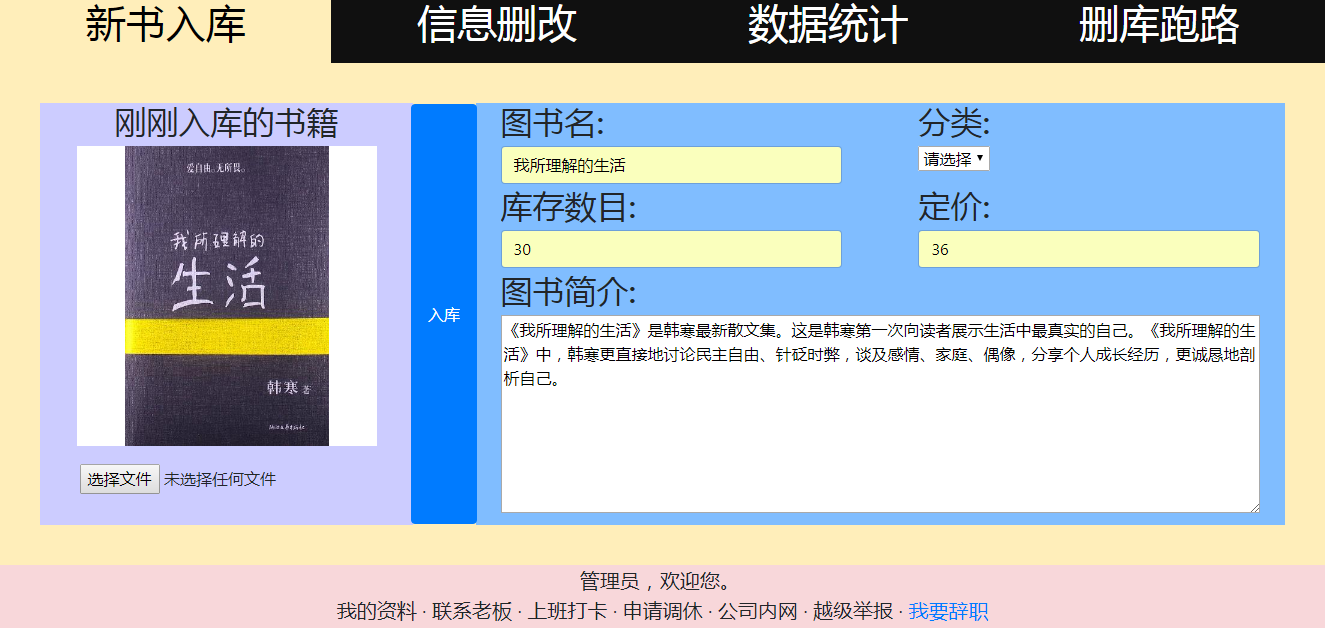 新书入库 信息删改 数据统计 删库跑路
刚刚入库的书籍
爱自由。无所畏。
我所理解的
生活
韩寒 著
选择文件 未选择任何文件
入库
图书名:
我所理解的生活
分类:
请选择
库存数目:
30
定价:
36
图书简介:
《我所理解的生活》是韩寒最新散文集。这是韩寒第一次向读者展示生活中最真实的自己。《我所理解的生
活》中，韩寒更直接地讨论民主自由、针砭时弊，谈及感情、家庭、偶像，分享个人成长经历，更诚恳地剖
析自己。
管理员，欢迎您。
我的资料 · 联系老板 · 上班打卡 · 申请调休 · 公司内网 · 越级举报 · 我要辞职